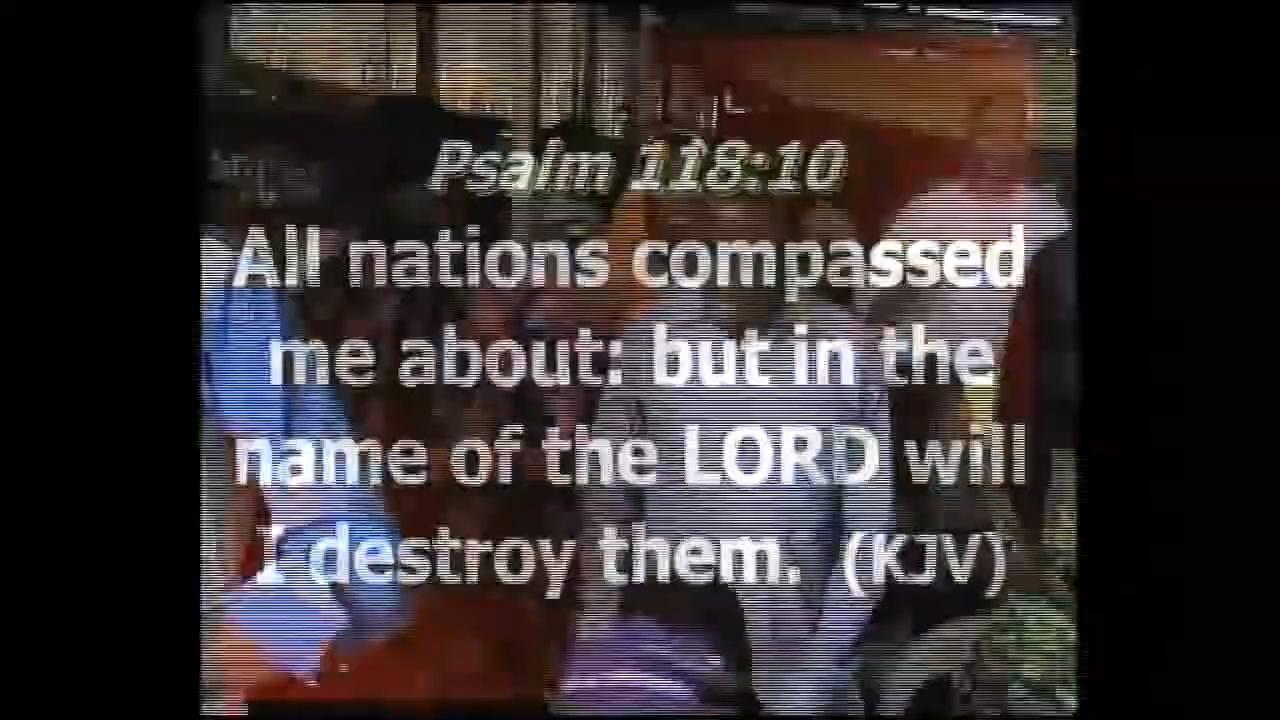 Psalm 118:10
All nations compassed
me about: but in the
name of the LORD will
I destroy them. (KJV)